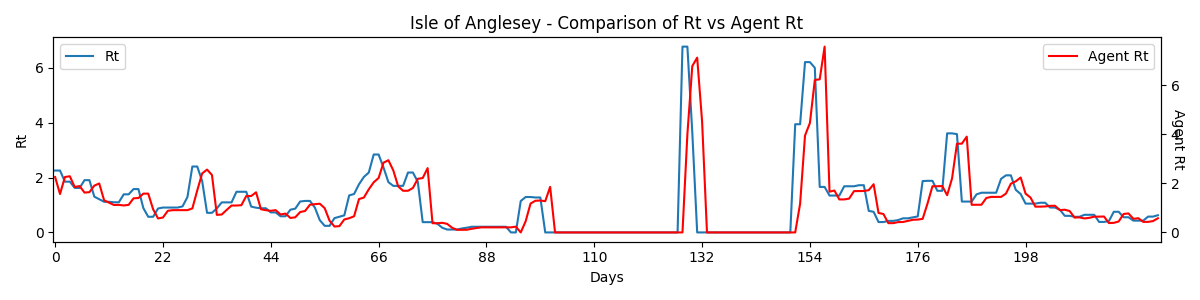 Isle of Anglesey - Comparison of Rt vs Agent Rt
Rt
Agent Rt
6
4
2
0
Rt
6
4
2
0
Agent Rt
0 22 44 66 88 110 132 154 176 198
Days